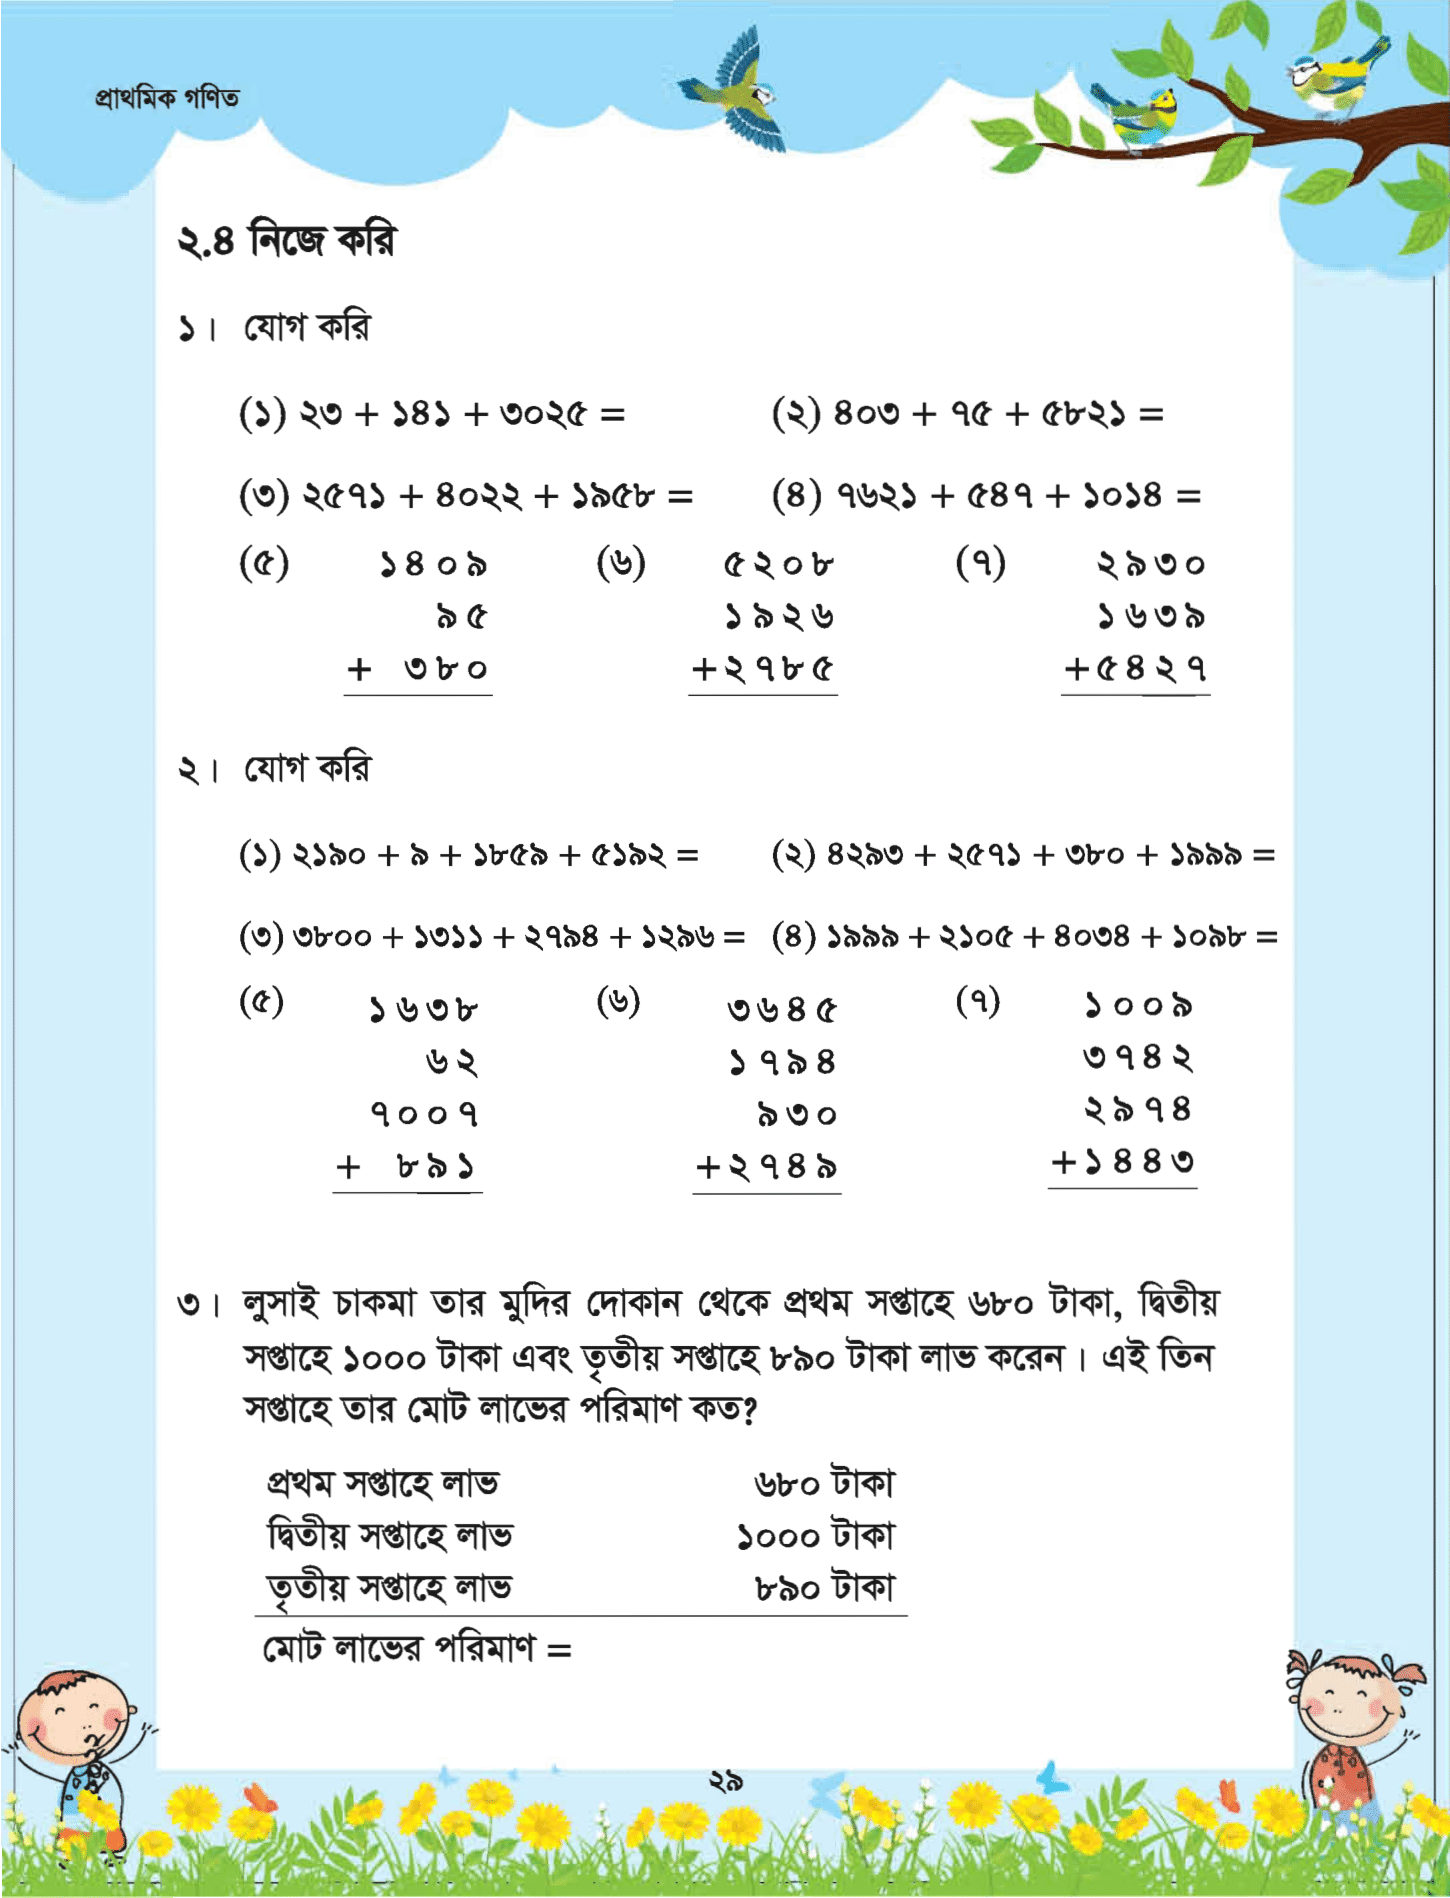 প্রাথমিক গণিত
২.৪ নিজে করি
১। যোগ করি
(১) ২৩ + ১৪১ + ৩০২৫ = (২) ৪০৩ + ৭৫ + ৫৮২১ =
(৩) ২৫৭১ + ৪০২২ + ১৯৫৮ = (৪) ৭৬২১ + ৫৪৭ + ১০১৪ =
(৫) ১৪০৯ (৬) ৫২০৮ (৭) ২৯৩০
৯৫ ১৯২৬ ১৬৩৯
+ ৩৮০ +২৭৮৫ +৫৪২৭
২। যোগ করি
(১) ২১৯০ + ৯ + ১৮৫৯ + ৫১৯২ = (২) ৪২৯৩ + ২৫৭১ + ৩৮০ + ১৯৯৯ =
(৩) ৩৮০০ + ১৩১১ + ২৭৯৪ + ১২৯৬ = (৪) ১৯৯৯ + ২১০৫ + ৪০৩৪ + ১০৯৮ =
(৫) ১৬৩৮ (৬) ৩৬৪৫ (৭) ১০০৯
৬২ ১৭৯৪ ৩৭৪২
৭০০৭ ৯৩০ ২৯৭৪
+ ৮৯১ +২৭৪৯ +১৪৪৩
৩। লুসাই চাকমা তার মুদির দোকান থেকে প্রথম সপ্তাহে ৬৮০ টাকা, দ্বিতীয়
সপ্তাহে ১০০০ টাকা এবং তৃতীয় সপ্তাহে ৮৯০ টাকা লাভ করেন। এই তিন
সপ্তাহে তার মোট লাভের পরিমাণ কত?
প্রথম সপ্তাহে লাভ ৬৮০ টাকা
দ্বিতীয় সপ্তাহে লাভ ১০০০ টাকা
তৃতীয় সপ্তাহে লাভ ৮৯০ টাকা
মোট লাভের পরিমাণ =
২৯